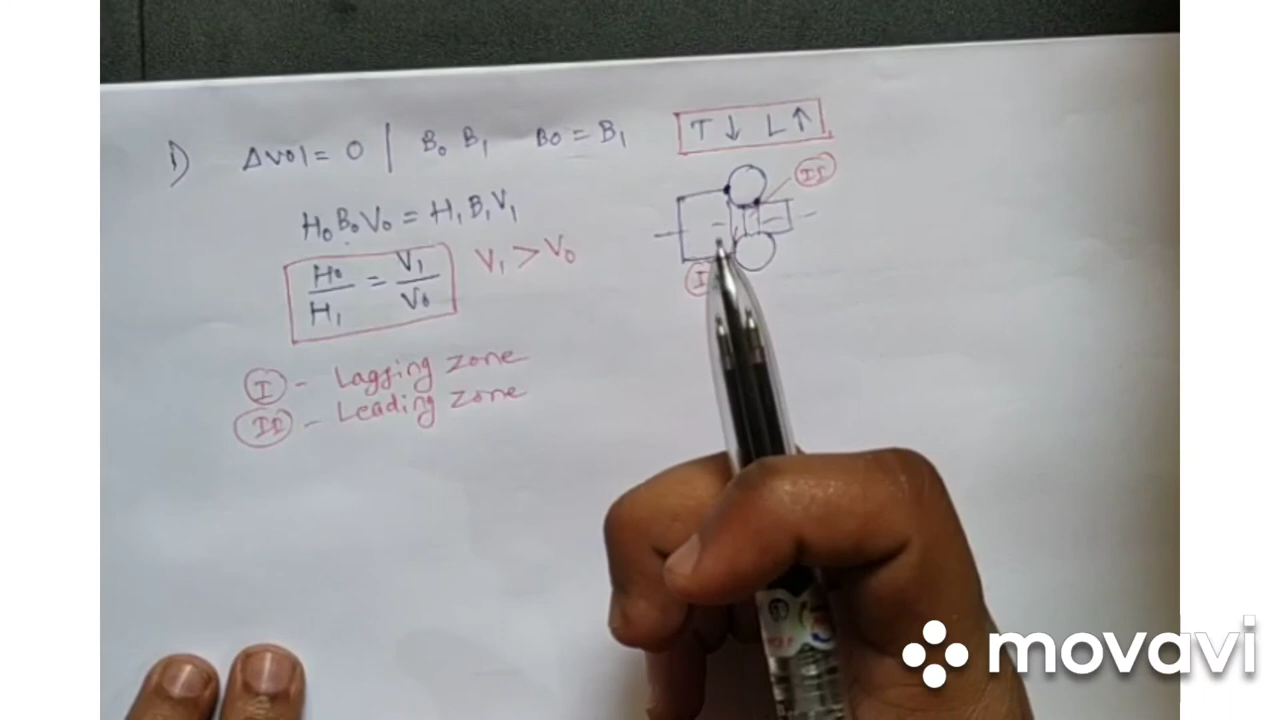 1) ΔVol = 0 | B₀ B₁ B0 = B₁
T↓ L↑
H₀B₀V₀ = H₁B₁V₁
H₀/H₁ = V₁/V₀ V₁ > V₀
II
I
I - Lagging zone
II - Leading zone
movavi